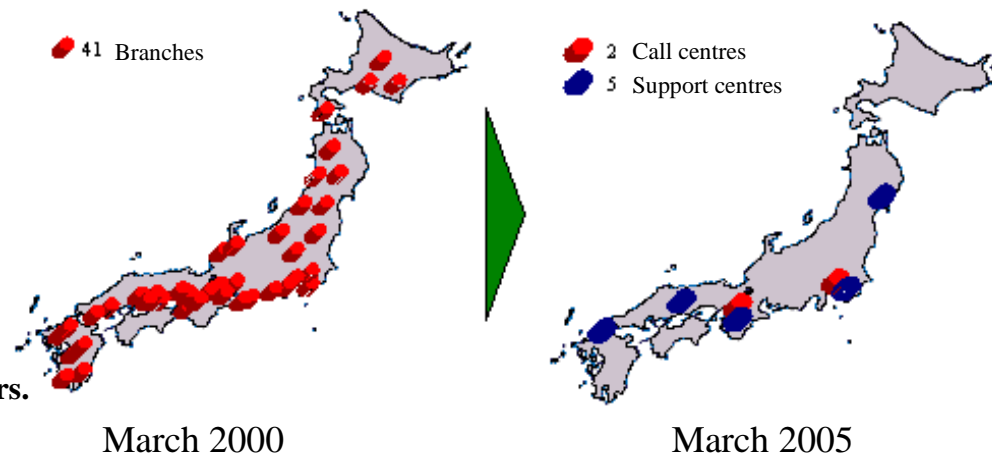 41 Branches
2 Call centres
5 Support centres
rs.
March 2000
March 2005